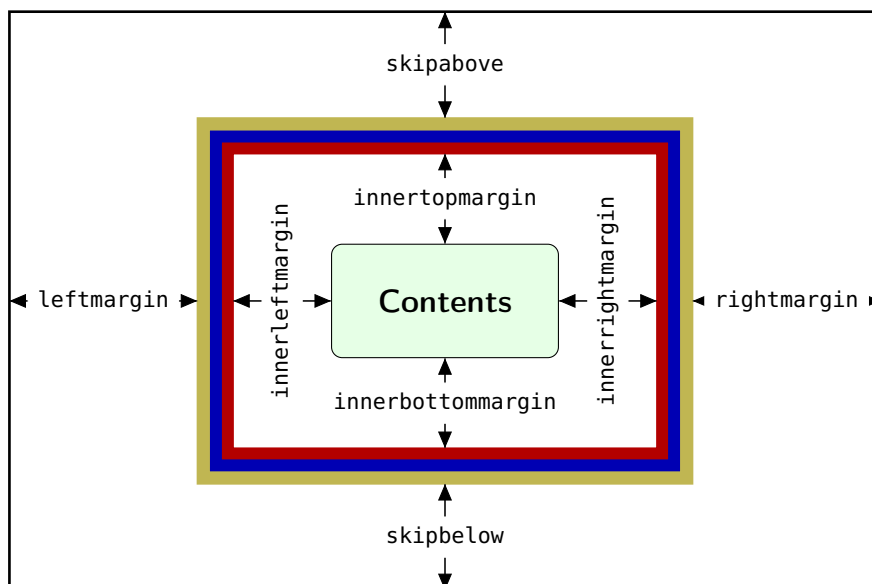 skipabove
innertopmargin
leftmargin
innerleftmargin
Contents
innerrightmargin
rightmargin
innerbottommargin
skipbelow